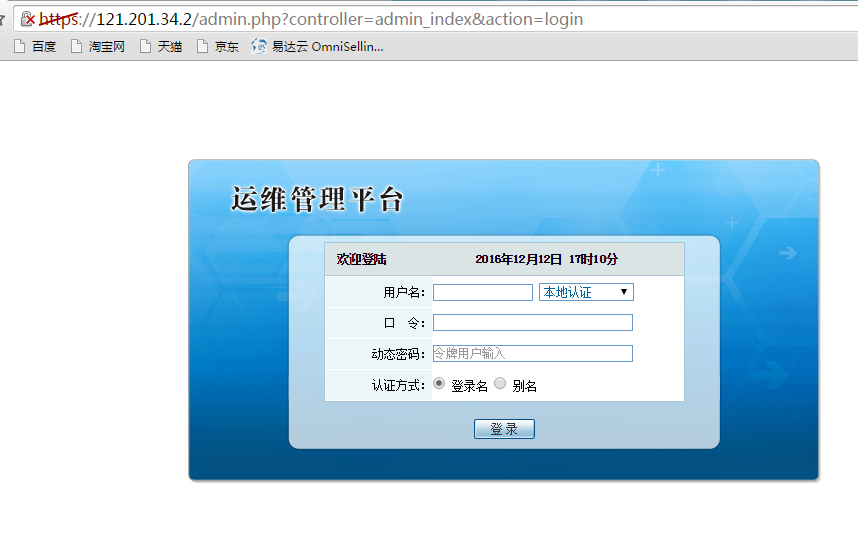 https://121.201.34.2/admin.php?controller=admin_index&action=login
百度 淘宝网 天猫 京东 易达云 OmniSellin...
运维管理平台
欢迎登陆 2016年12月12日 17时10分
用户名: 本地认证
口 令:
动态密码: 令牌用户输入
认证方式: 登录名 别名
登 录